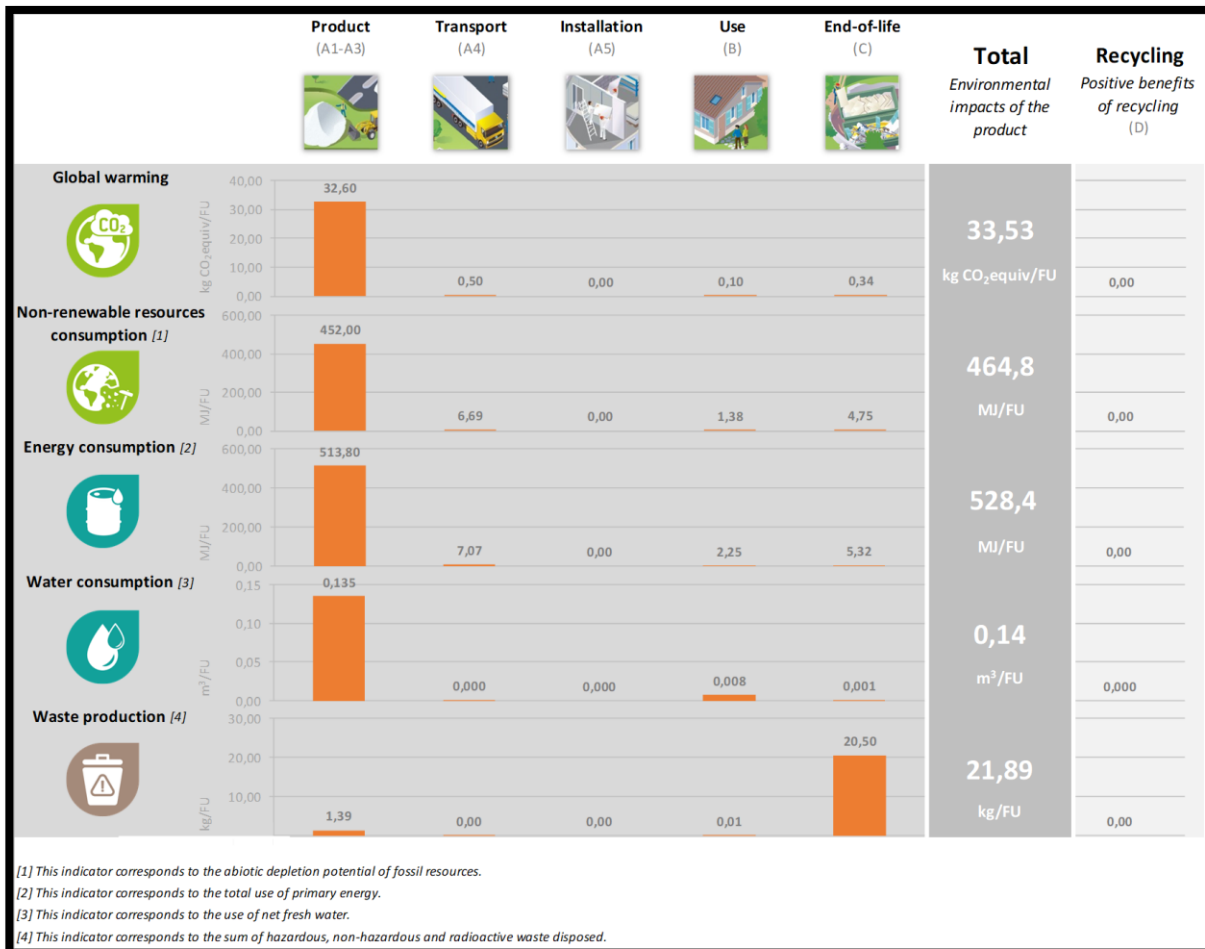 Product
(A1-A3)
Transport
(A4)
Installation
(A5)
Use
(B)
End-of-life
(C)
Total
Environmental
impacts of the
product
Recycling
Positive benefits
of recycling
(D)
Global warming
CO₂
kg CO₂equiv/FU
40,00
30,00
20,00
10,00
0,00
32,60
0,50
0,00
0,10
0,34
33,53
kg CO₂equiv/FU
0,00
Non-renewable resources
consumption [1]
MJ/FU
600,00
400,00
200,00
0,00
452,00
6,69
0,00
1,38
4,75
464,8
MJ/FU
0,00
Energy consumption [2]
MJ/FU
600,00
400,00
200,00
0,00
513,80
7,07
0,00
2,25
5,32
528,4
MJ/FU
0,00
Water consumption [3]
m³/FU
0,15
0,10
0,05
0,00
0,135
0,000
0,000
0,008
0,001
0,14
m³/FU
0,000
Waste production [4]
kg/FU
30,00
20,00
10,00
1,39
0,00
0,00
0,01
20,50
21,89
kg/FU
0,00
[1] This indicator corresponds to the abiotic depletion potential of fossil resources.
[2] This indicator corresponds to the total use of primary energy.
[3] This indicator corresponds to the use of net fresh water.
[4] This indicator corresponds to the sum of hazardous, non-hazardous and radioactive waste disposed.